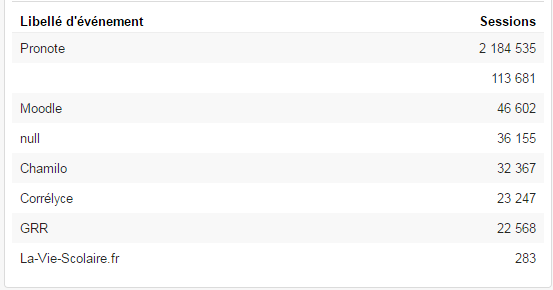 Libellé d'événement Sessions
Pronote 2 184 535
113 681
Moodle 46 602
null 36 155
Chamilo 32 367
Corrélyce 23 247
GRR 22 568
La-Vie-Scolaire.fr 283